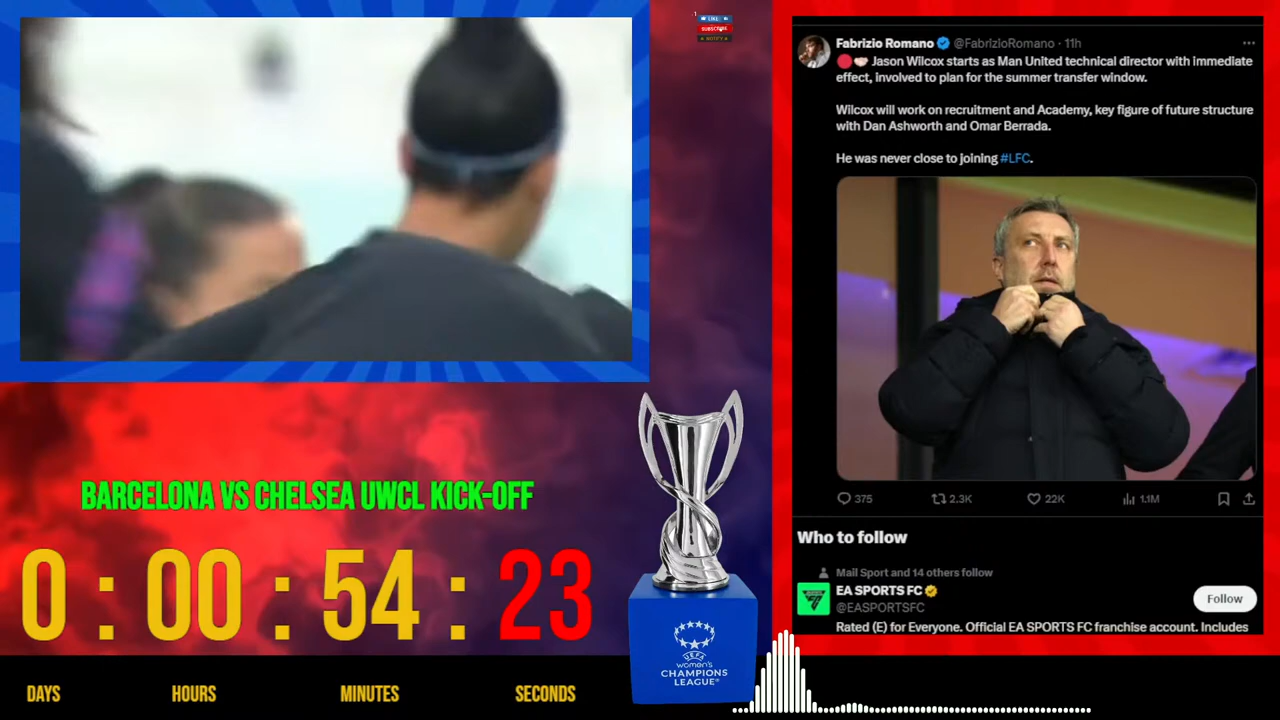 LIKE
SUBSCRIBE
NOTIFY
Fabrizio Romano @FabrizioRomano · 11h
🔴🤝🏻 Jason Wilcox starts as Man United technical director with immediate
effect, involved to plan for the summer transfer window.
Wilcox will work on recruitment and Academy, key figure of future structure
with Dan Ashworth and Omar Berrada.
He was never close to joining #LFC.
375 2.3K 22K 1.1M
Who to follow
Mail Sport and 14 others follow
EA SPORTS FC
@EASPORTSFC
Follow
Rated (E) for Everyone. Official EA SPORTS FC franchise account. Includes
BARCELONA VS CHELSEA UWCL KICK-OFF
0 : 00 : 54 : 23
DAYS HOURS MINUTES SECONDS
UEFA
women's
CHAMPIONS
LEAGUE®